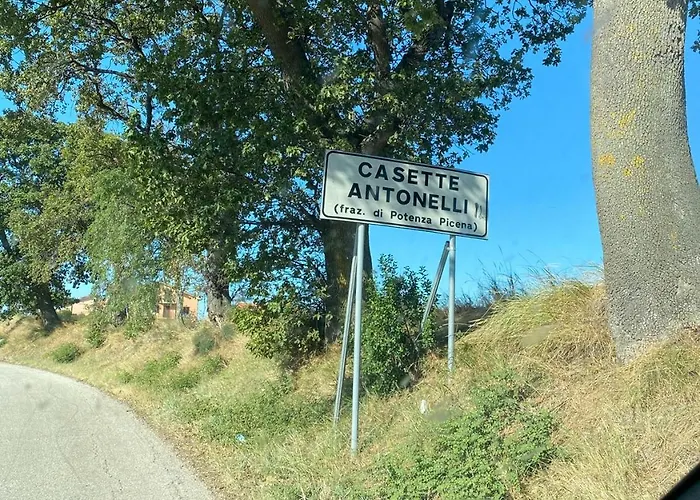 CASETTE
ANTONELLI
(fraz. di Potenza Picena)